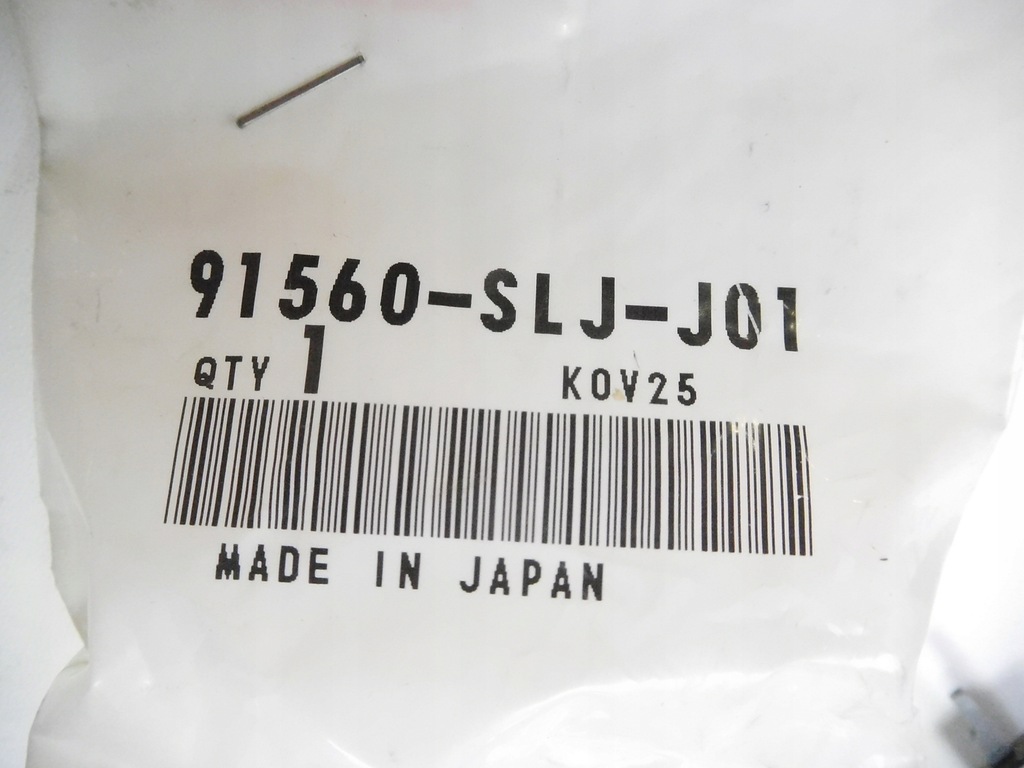 91560-SLJ-J01
QTY 1 KOV25
MADE IN JAPAN